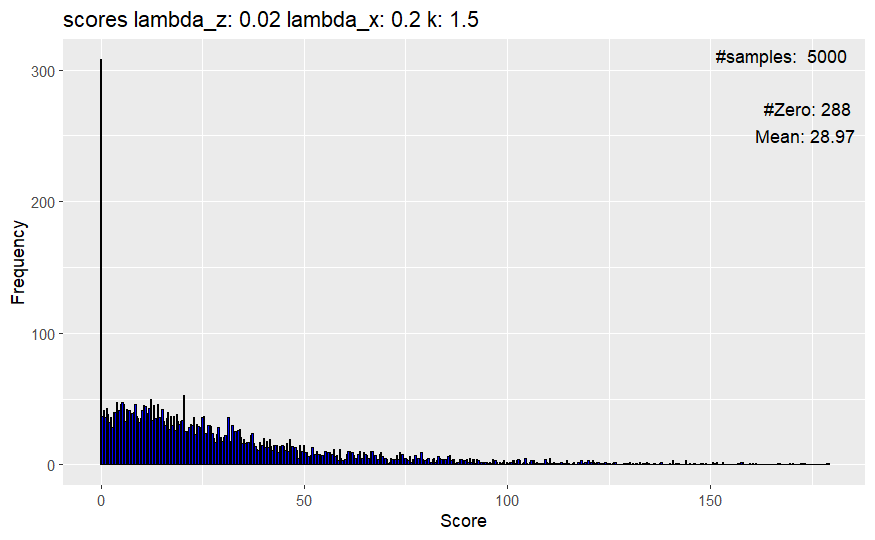 scores lambda_z: 0.02 lambda_x: 0.2 k: 1.5
#samples:  5000
#Zero: 288
Mean: 28.97
300
200
100
0
Frequency
0 50 100 150
Score